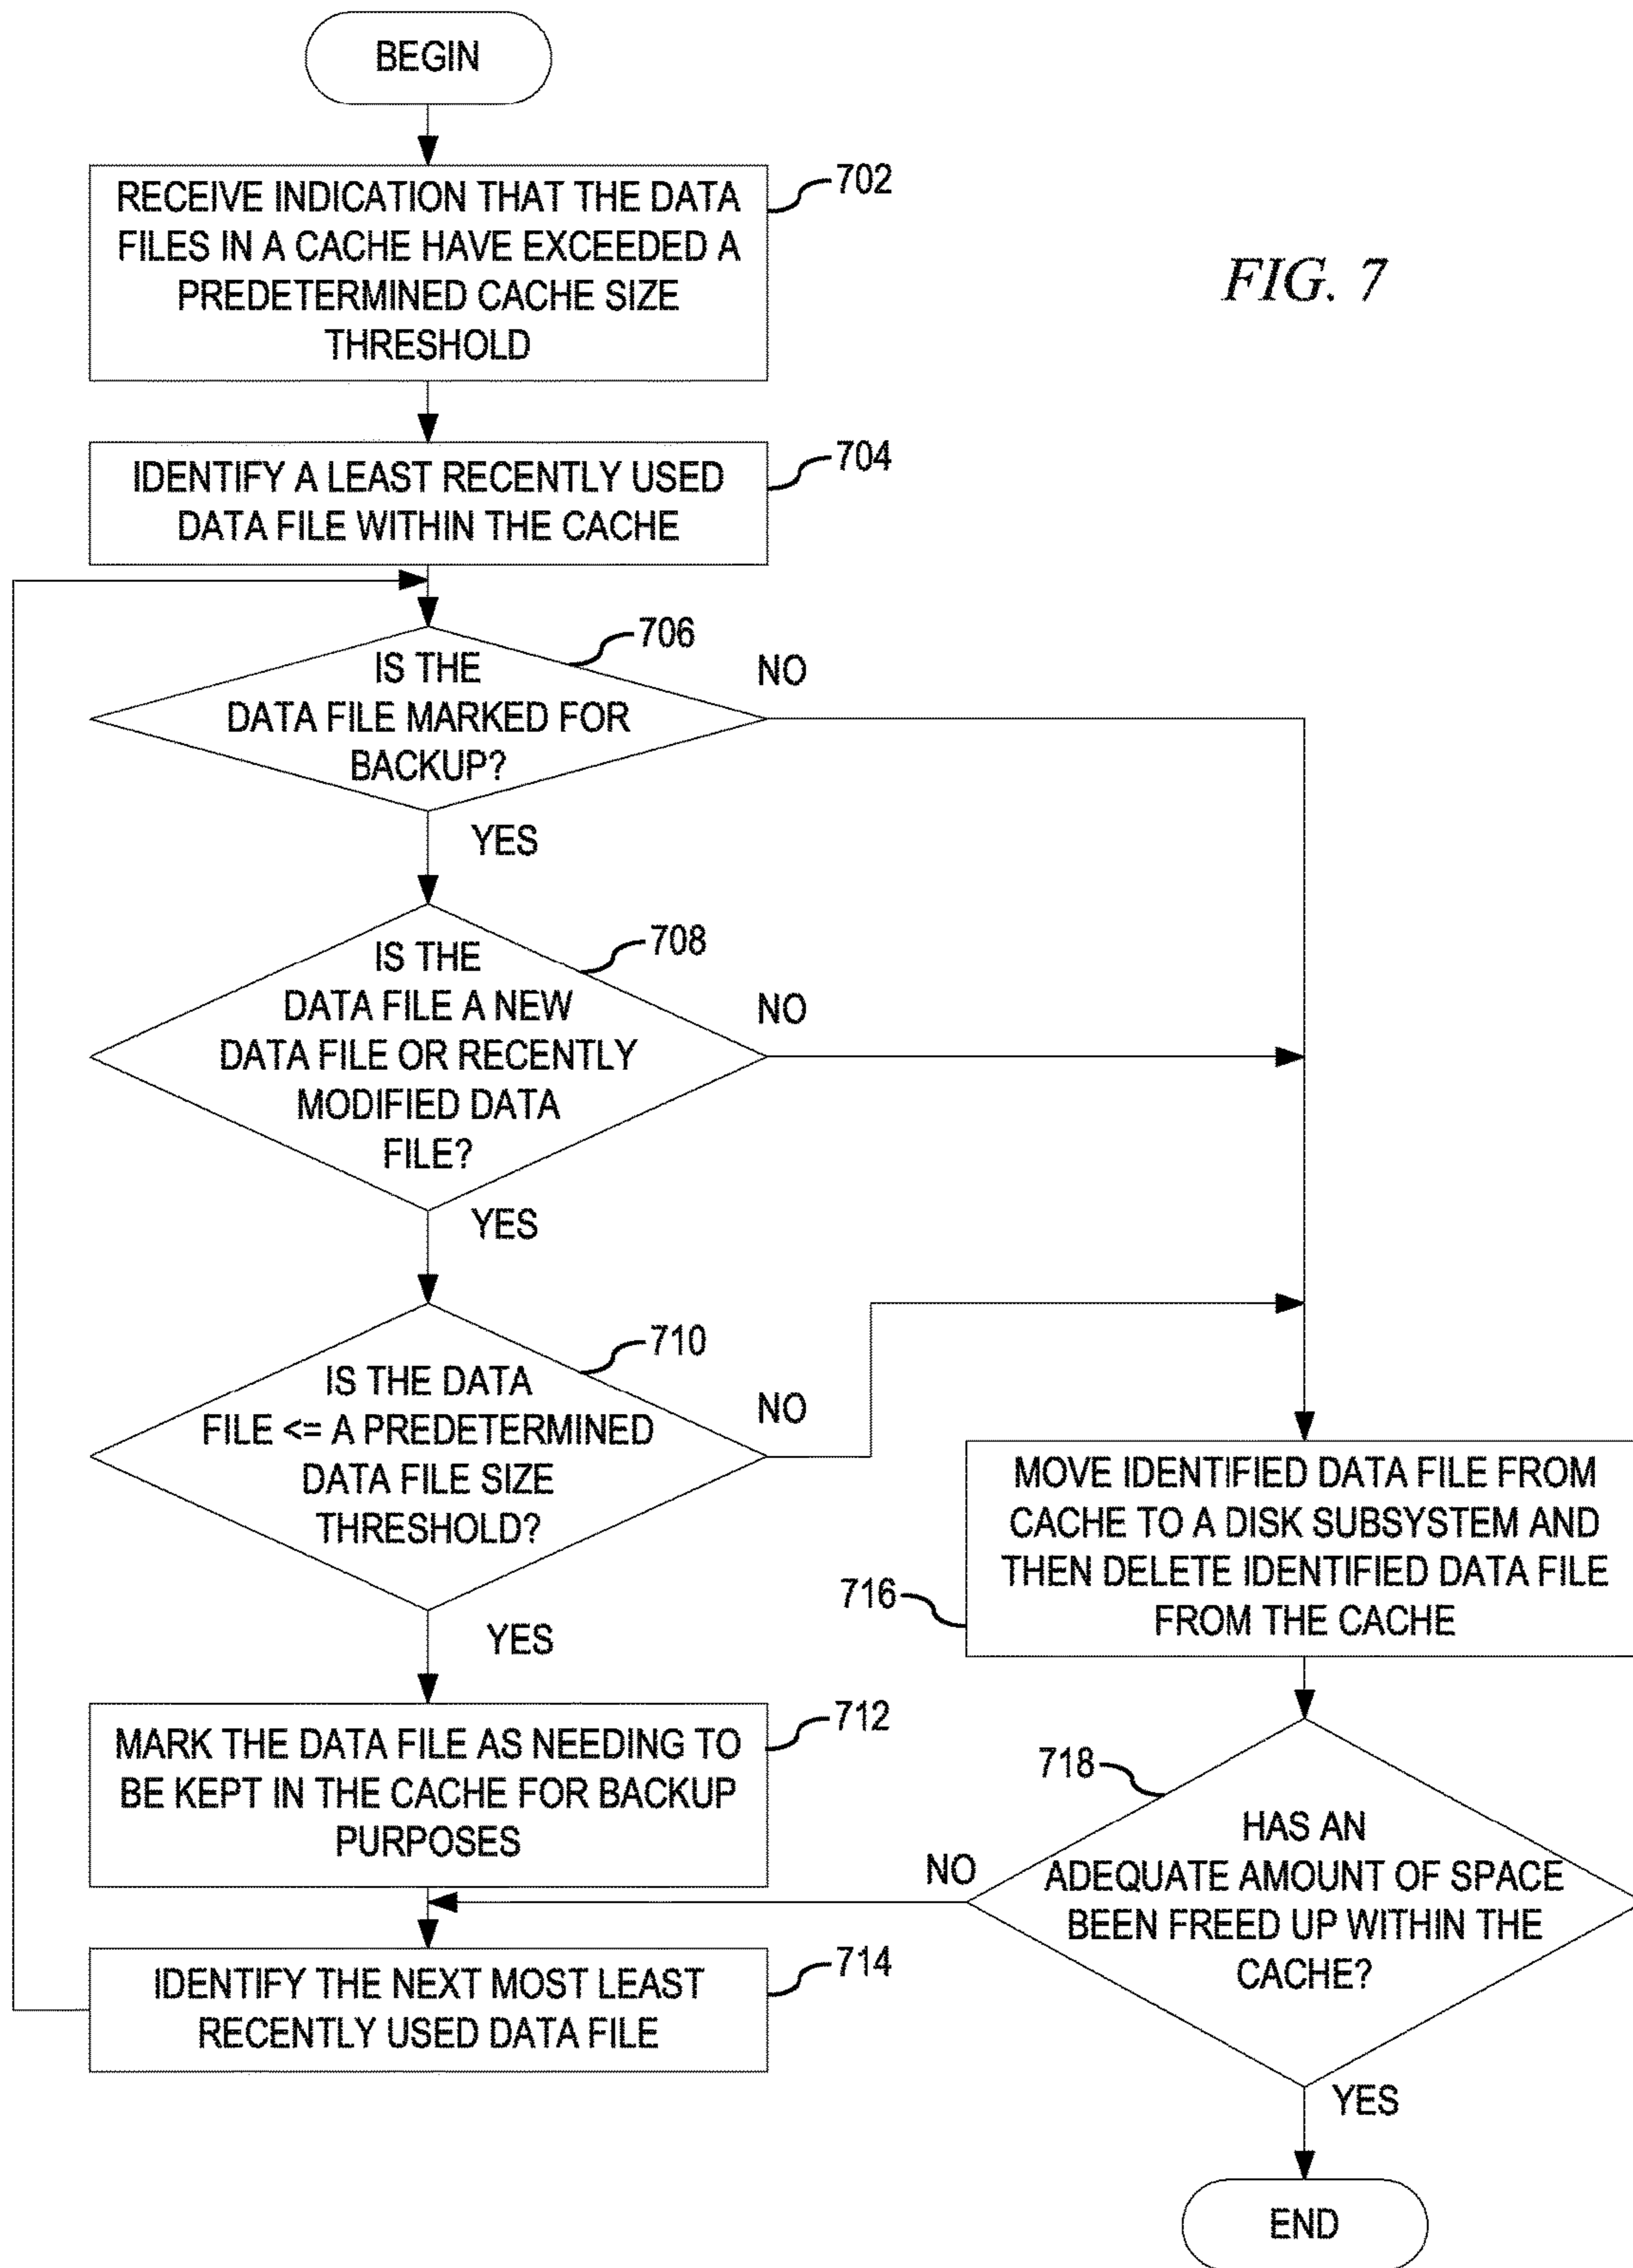 BEGIN
RECEIVE INDICATION THAT THE DATA
FILES IN A CACHE HAVE EXCEEDED A
PREDETERMINED CACHE SIZE
THRESHOLD
702
FIG. 7
IDENTIFY A LEAST RECENTLY USED
DATA FILE WITHIN THE CACHE
704
IS THE
DATA FILE MARKED FOR
BACKUP?
706
NO
YES
IS THE
DATA FILE A NEW
DATA FILE OR RECENTLY
MODIFIED DATA
FILE?
708
NO
YES
IS THE DATA
FILE <= A PREDETERMINED
DATA FILE SIZE
THRESHOLD?
710
NO
YES
MARK THE DATA FILE AS NEEDING TO
BE KEPT IN THE CACHE FOR BACKUP
PURPOSES
712
IDENTIFY THE NEXT MOST LEAST
RECENTLY USED DATA FILE
714
MOVE IDENTIFIED DATA FILE FROM
CACHE TO A DISK SUBSYSTEM AND
THEN DELETE IDENTIFIED DATA FILE
FROM THE CACHE
716
718
HAS AN
ADEQUATE AMOUNT OF SPACE
BEEN FREED UP WITHIN THE
CACHE?
NO
YES
END